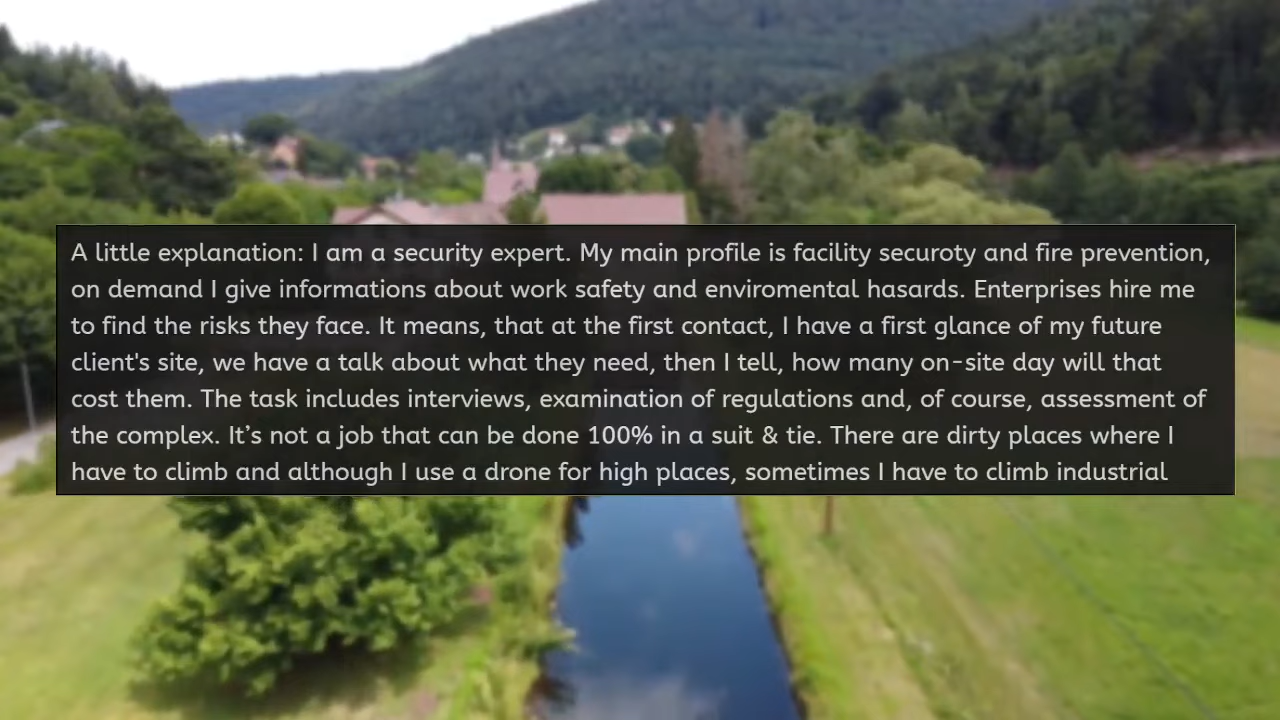 A little explanation: I am a security expert. My main profile is facility securoty and fire prevention,
on demand I give informations about work safety and enviromental hasards. Enterprises hire me
to find the risks they face. It means, that at the first contact, I have a first glance of my future
client's site, we have a talk about what they need, then I tell, how many on-site day will that
cost them. The task includes interviews, examination of regulations and, of course, assessment of
the complex. It’s not a job that can be done 100% in a suit & tie. There are dirty places where I
have to climb and although I use a drone for high places, sometimes I have to climb industrial